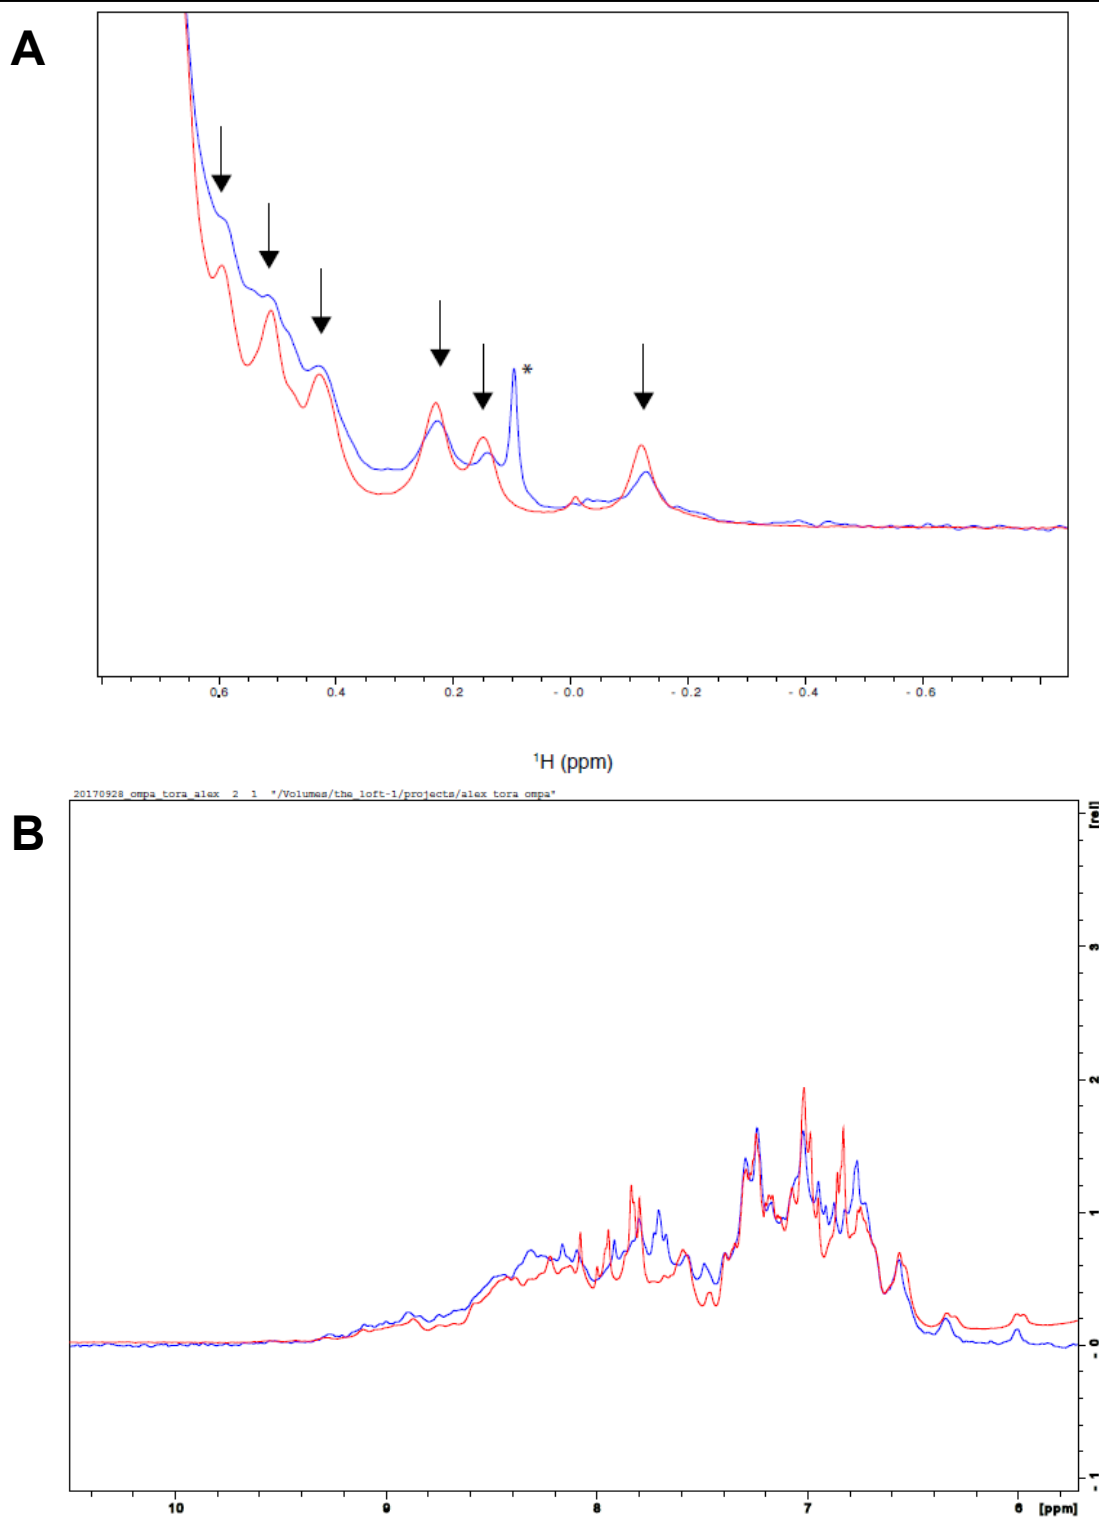 A
*
0.6 0.4 0.2 - 0.0 - 0.2 - 0.4 - 0.6
¹H (ppm)
20170928_ompa_tora_alex 2 1 "/Volumes/the_loft-1/projects/alex tora ompa"
B
[rel]
3
2
1
- 0
- 1
10 9 8 7 6 [ppm]